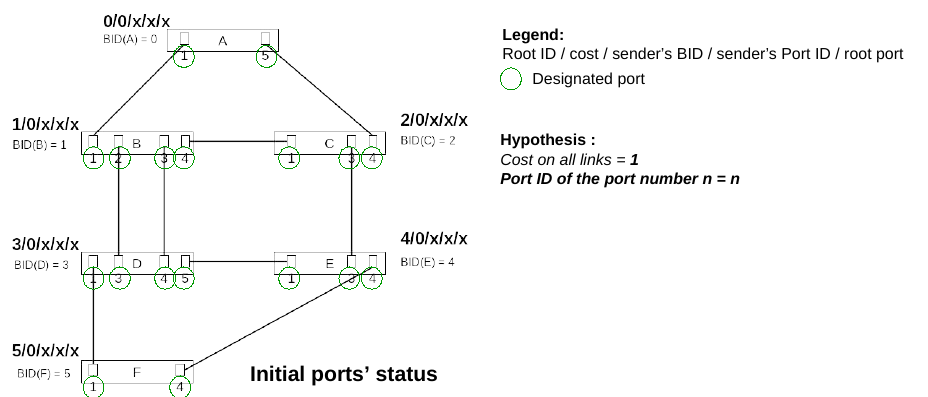 0/0/x/x/x
BID(A) = 0
A
1
5
Legend:
Root ID / cost / sender's BID / sender's Port ID / root port
Designated port
1/0/x/x/x
BID(B) = 1
B
1
2
3
4
2/0/x/x/x
BID(C) = 2
C
1
3
4
Hypothesis :
Cost on all links = 1
Port ID of the port number n = n
3/0/x/x/x
BID(D) = 3
D
1
3
4
5
4/0/x/x/x
BID(E) = 4
E
1
3
4
5/0/x/x/x
BID(F) = 5
F
1
4
Initial ports' status